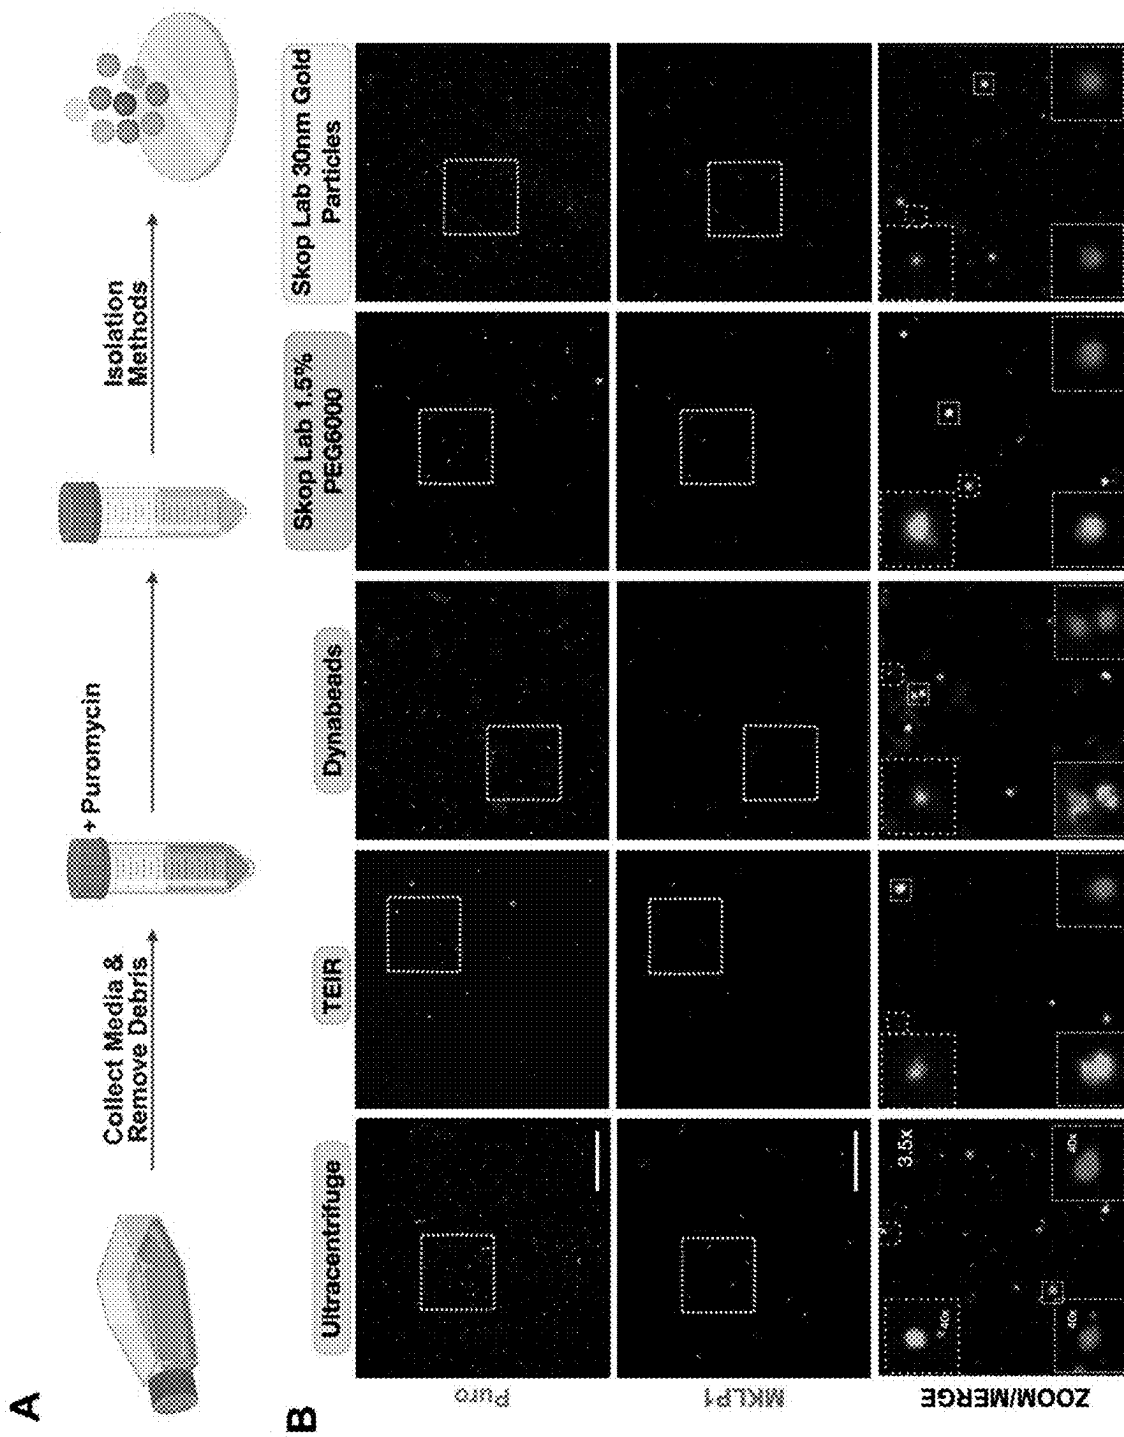 A
Collect Media &
Remove Debris
+ Puromycin
Isolation
Methods
B
Ultracentrifuge
TEIR
Dynabeads
Skop Lab 1.5%
PEG6000
Skop Lab 30nm Gold
Particles
Puro
MKLP1
ZOOM/MERGE
3.5x
40x
40x
40x